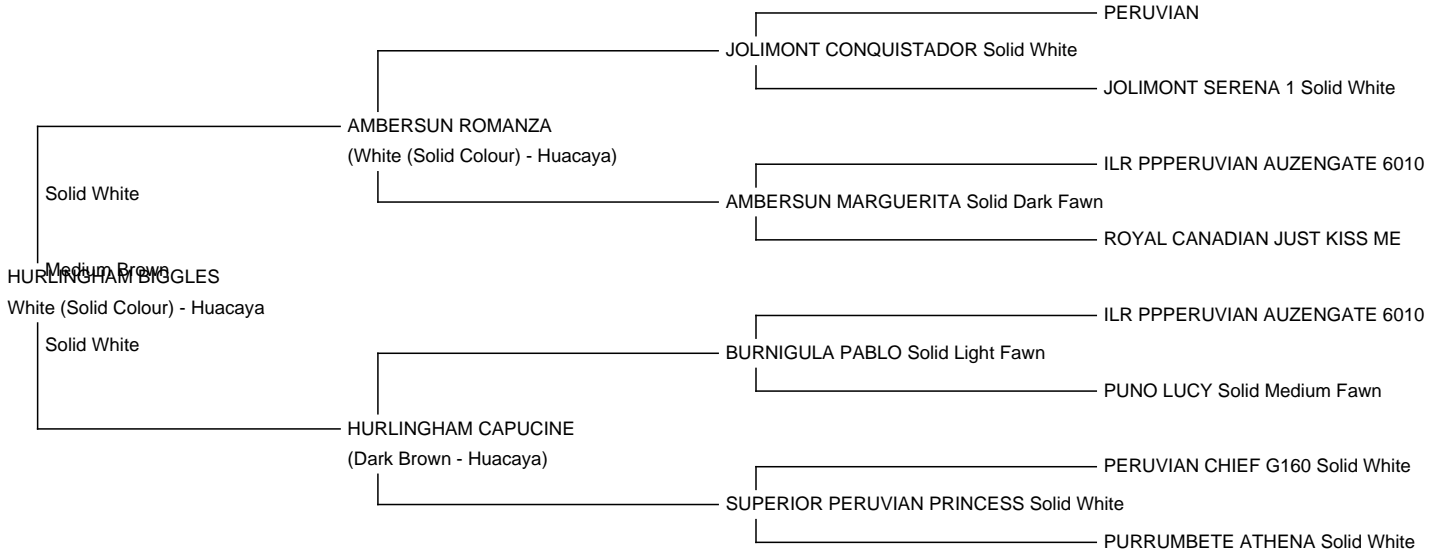 PERUVIAN
JOLIMONT CONQUISTADOR Solid White
JOLIMONT SERENA 1 Solid White
AMBERSUN ROMANZA
(White (Solid Colour) - Huacaya)
ILR PPPERUVIAN AUZENGATE 6010
Solid White
AMBERSUN MARGUERITA Solid Dark Fawn
ROYAL CANADIAN JUST KISS ME
Medium Brown
HURLINGHAM BIGGLES
White (Solid Colour) - Huacaya
ILR PPPERUVIAN AUZENGATE 6010
Solid White
BURNIGULA PABLO Solid Light Fawn
PUNO LUCY Solid Medium Fawn
HURLINGHAM CAPUCINE
(Dark Brown - Huacaya)
PERUVIAN CHIEF G160 Solid White
SUPERIOR PERUVIAN PRINCESS Solid White
PURRUMBETE ATHENA Solid White